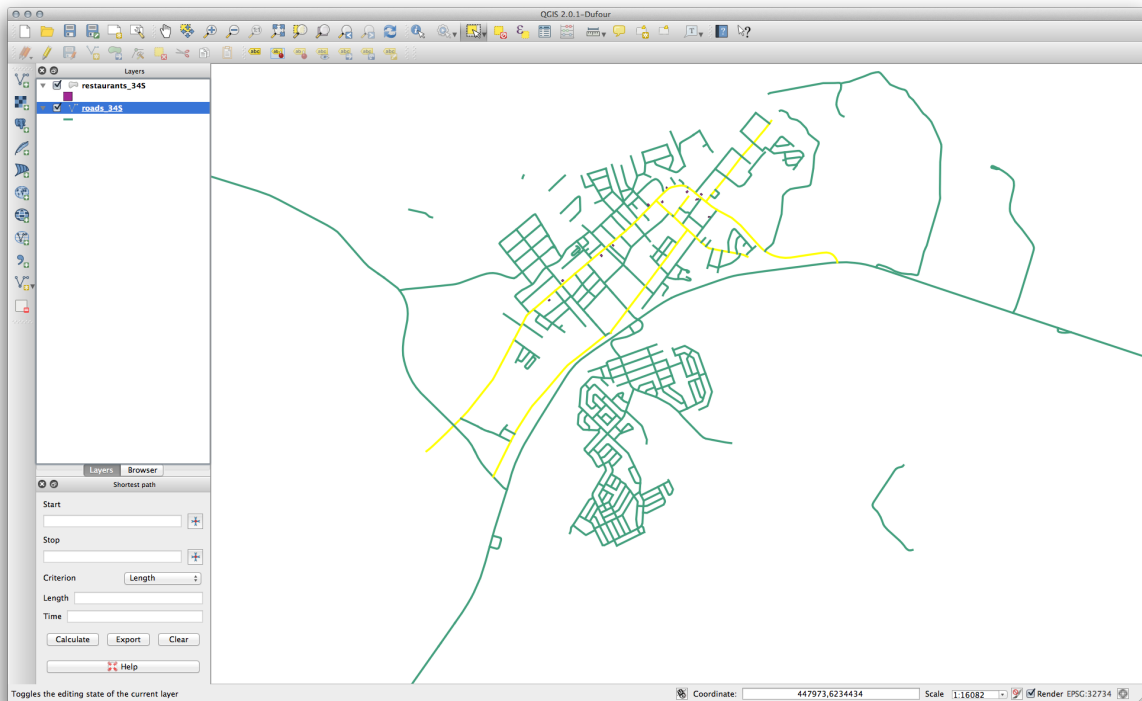 QGIS 2.0.1-Dufour
Layers
restaurants_34S
roads_34S
Layers
Browser
Shortest path
Start
Stop
Criterion
Length
Length
Time
Calculate
Export
Clear
Help
Toggles the editing state of the current layer
Coordinate:
447973,6234434
Scale
1:16082
Render
EPSG:32734